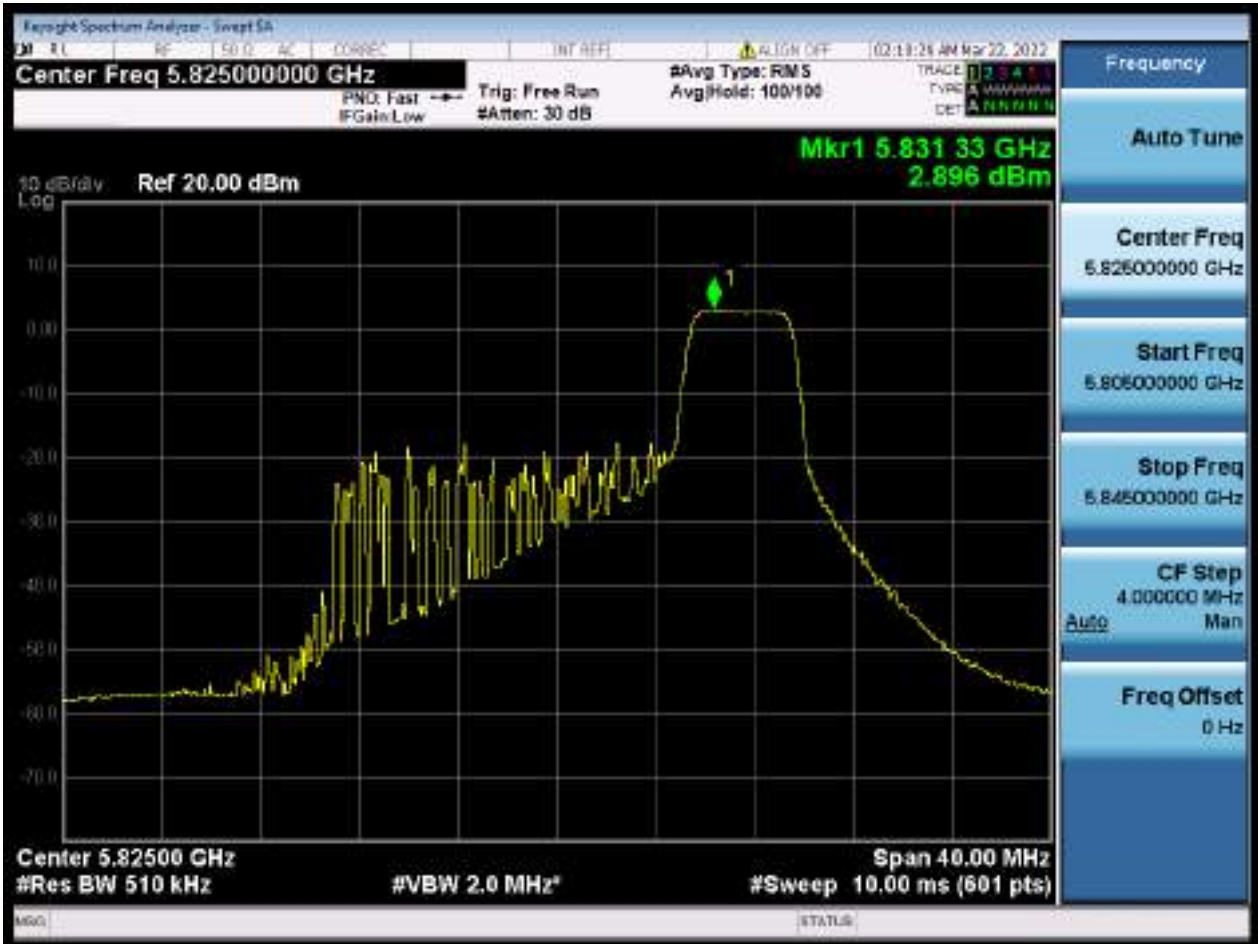 Keysight Spectrum Analyzer - Swept SA
RL RF 50 Ω AC CORREC INT REF ALIGN OFF 02:18:26 AM Mar 22, 2022
Center Freq 5.825000000 GHz
PNO: Fast
IFGain:Low
Trig: Free Run
#Atten: 30 dB
#Avg Type: RMS
Avg|Hold: 100/100
TRACE 1 2 3 4 5 6
TYPE A WWWWW
DET A N N N N N
Frequency
Mkr1 5.831 33 GHz
2.896 dBm
10 dB/div Ref 20.00 dBm
Log
10.0
0.00
-10.0
-20.0
-30.0
-40.0
-50.0
-60.0
-70.0
1
Center 5.82500 GHz
Span 40.00 MHz
#Res BW 510 kHz
#VBW 2.0 MHz*
#Sweep 10.00 ms (601 pts)
Auto Tune
Center Freq
5.825000000 GHz
Start Freq
5.805000000 GHz
Stop Freq
5.845000000 GHz
CF Step
4.000000 MHz
Auto Man
Freq Offset
0 Hz
MSG STATUS